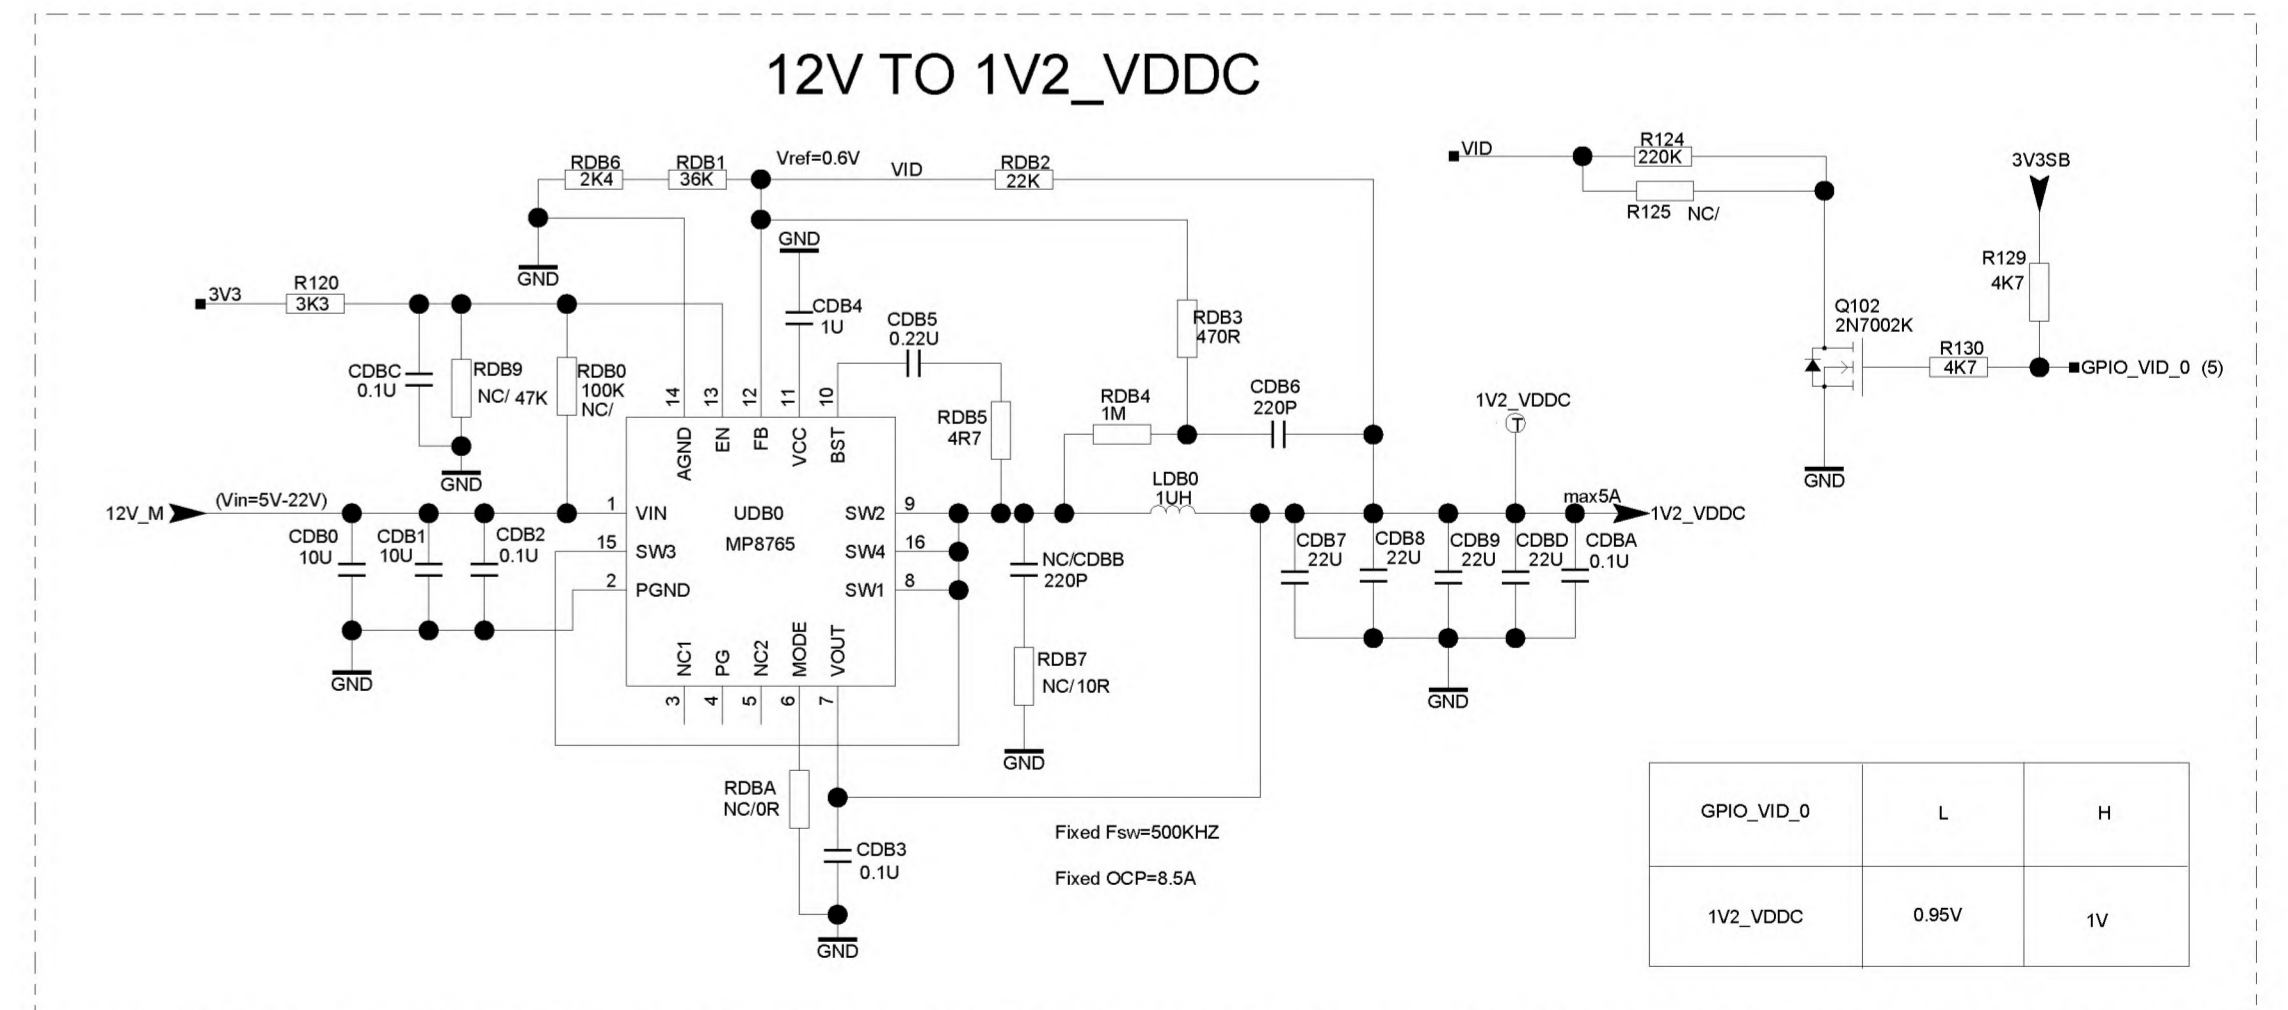 12V TO 1V2_VDDC
RDB6
2K4
RDB1
36K
Vref=0.6V
VID
RDB2
22K
VID
R124
220K
R125 NC/
3V3SB
R129
4K7
GND
GND
3V3
R120
3K3
CDB4
1U
CDB5
0.22U
RDB3
470R
Q102
2N7002K
R130
4K7
GPIO_VID_0 (5)
CDBC
0.1U
RDB9
NC/ 47K
RDB0
100K
NC/
14
13
12
11
10
RDB5
4R7
RDB4
1M
CDB6
220P
1V2_VDDC
T
AGND
EN
FB
VCC
BST
GND
GND
12V_M
(Vin=5V-22V)
LDB0
1UH
max5A
1V2_VDDC
1
VIN
UDB0
MP8765
SW2
9
CDB0
10U
CDB1
10U
CDB2
0.1U
15
SW3
SW4
16
2
PGND
SW1
8
NC/CDBB
220P
CDB7
22U
CDB8
22U
CDB9
22U
CDBD
22U
CDBA
0.1U
GND
NC1
PG
NC2
MODE
VOUT
3
4
5
6
7
RDB7
NC/10R
GND
GND
RDBA
NC/0R
CDB3
0.1U
GND
Fixed Fsw=500KHZ
Fixed OCP=8.5A
GPIO_VID_0 L H
1V2_VDDC 0.95V 1V